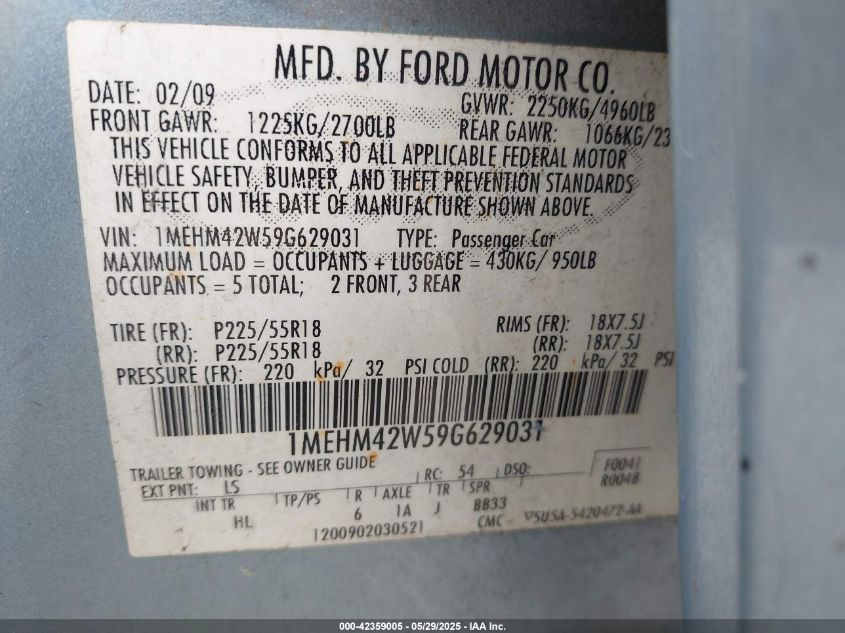 MFD. BY FORD MOTOR CO.
DATE: 02/09 GVWR: 2250KG/4960LB
FRONT GAWR: 1225KG/2700LB REAR GAWR: 1066KG/23
THIS VEHICLE CONFORMS TO ALL APPLICABLE FEDERAL MOTOR
VEHICLE SAFETY, BUMPER, AND THEFT PREVENTION STANDARDS
IN EFFECT ON THE DATE OF MANUFACTURE SHOWN ABOVE.
VIN: 1MEHM42W59G629031 TYPE: Passenger Car
MAXIMUM LOAD = OCCUPANTS + LUGGAGE = 430KG/ 950LB
OCCUPANTS = 5 TOTAL; 2 FRONT, 3 REAR
TIRE (FR): P225/55R18 RIMS (FR): 18X7.5J
(RR): P225/55R18 (RR): 18X7.5J
PRESSURE (FR): 220 kPa/ 32 PSI COLD (RR): 220 kPa/ 32 PSI
1MEHM42W59G629031
TRAILER TOWING - SEE OWNER GUIDE RC: 54 DSO: F0041
EXT PNT: LS R0048
INT TR TP/PS R AXLE TR SPR
HL 6 1A J BB33
1200902030521 CMC 5U5A-5420472-AA
000-42359005 - 05/29/2025 - IAA Inc.